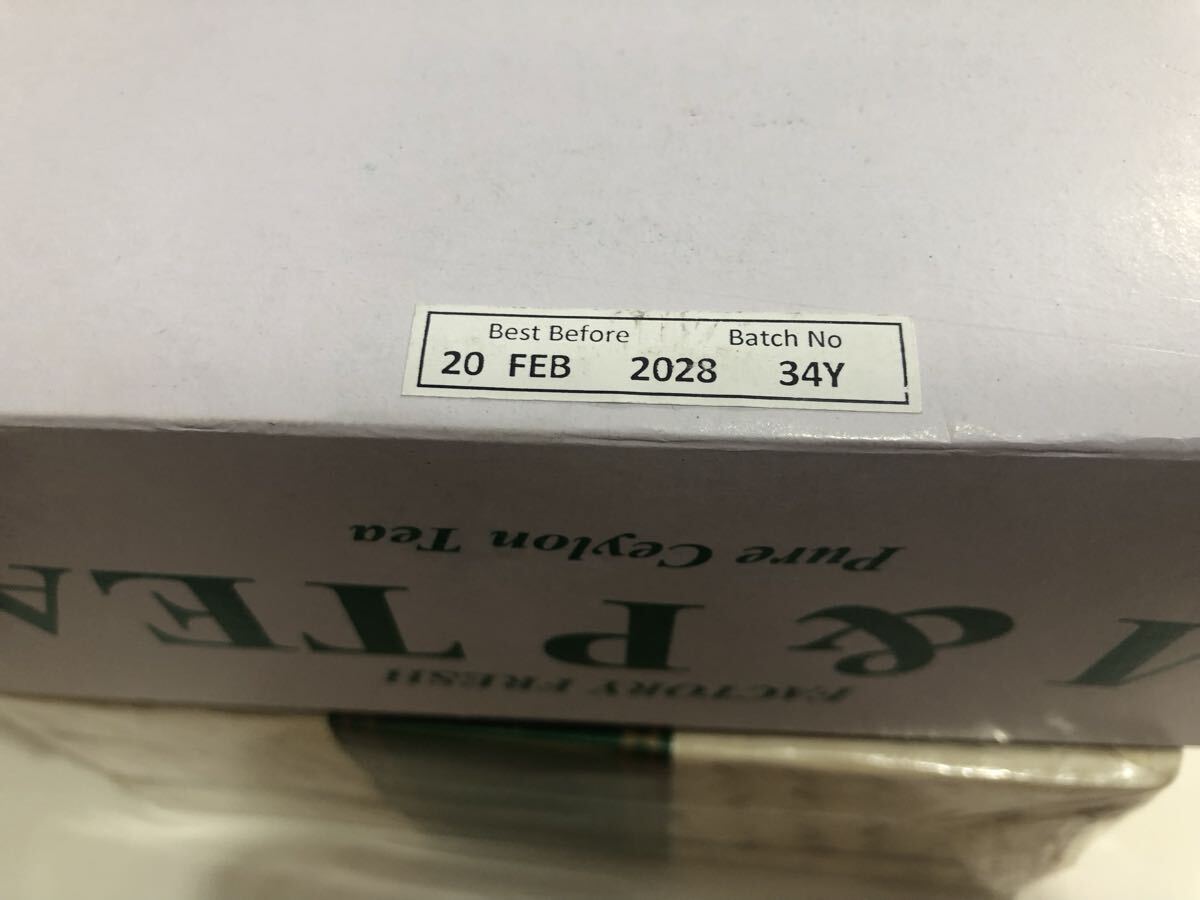 Best Before Batch No
20 FEB 2028 34Y
FACTORY FRESH
& P TEA
Pure Ceylon Tea